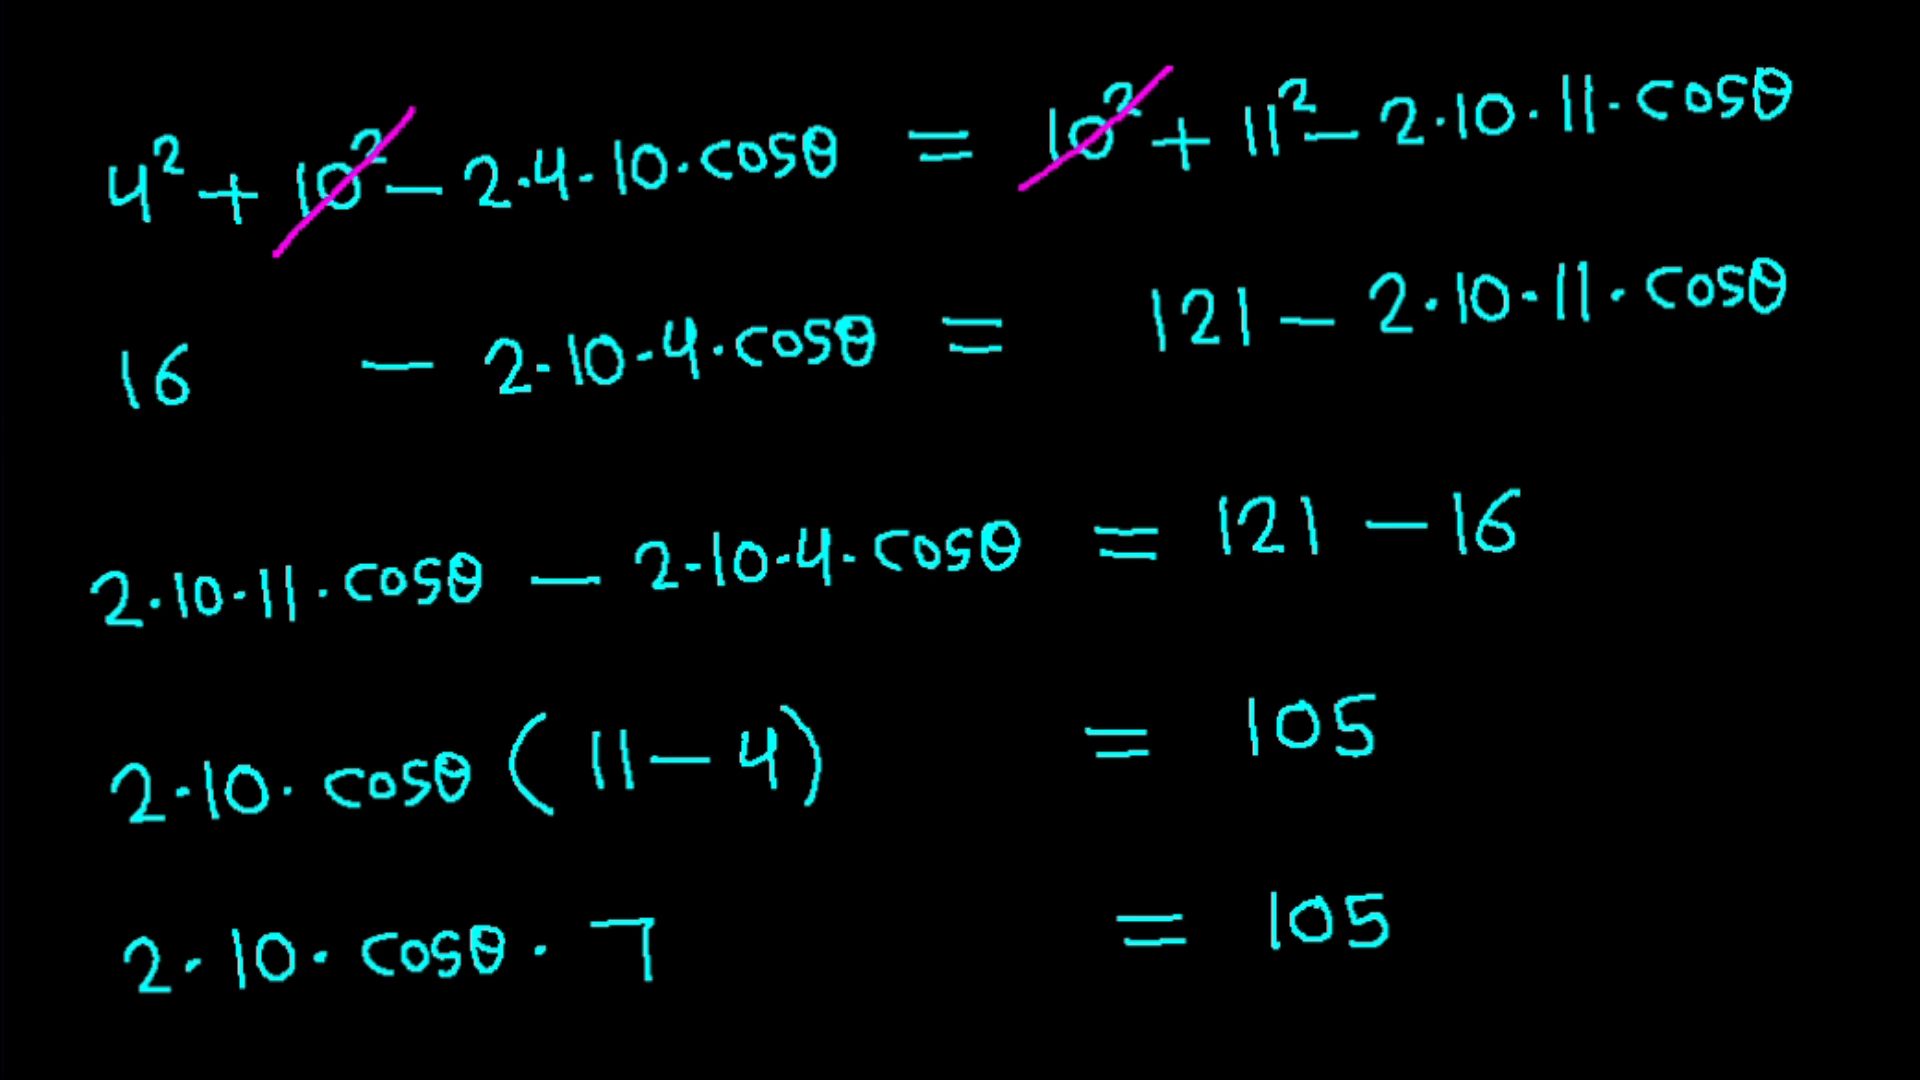 4² + 10² - 2·4·10·cosθ = 10² + 11² - 2·10·11·cosθ
16 - 2·10·4·cosθ = 121 - 2·10·11·cosθ
2·10·11·cosθ - 2·10·4·cosθ = 121 - 16
2·10·cosθ (11-4) = 105
2·10·cosθ·7 = 105